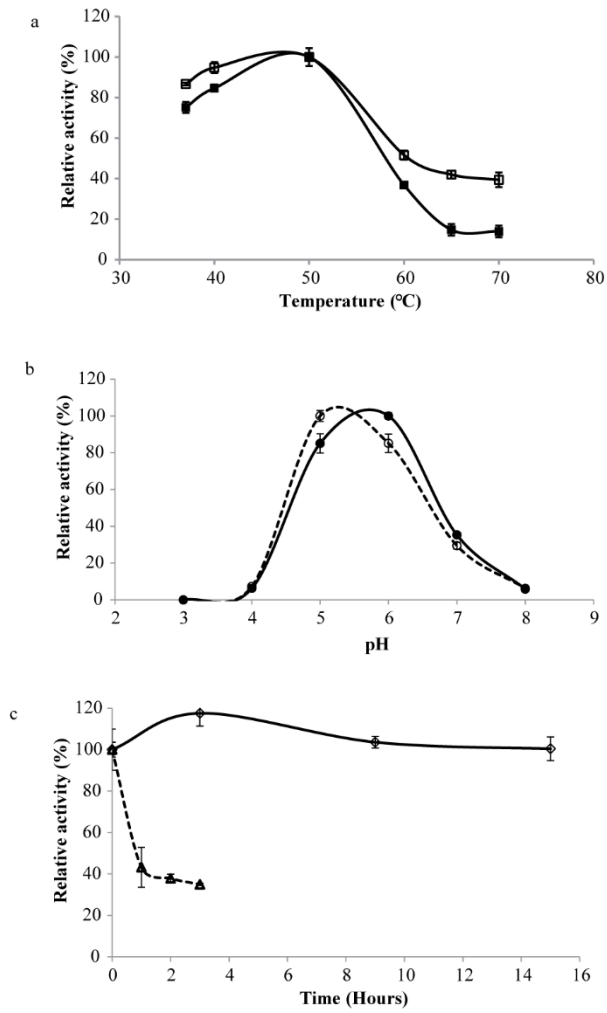 a
Relative activity (%)
120
100
80
60
40
20
0
30 40 50 60 70 80
Temperature (°C)
b
Relative activity (%)
120
100
80
60
40
20
0
2 3 4 5 6 7 8 9
pH
c
Relative activity (%)
120
100
80
60
40
20
0
0 2 4 6 8 10 12 14 16
Time (Hours)